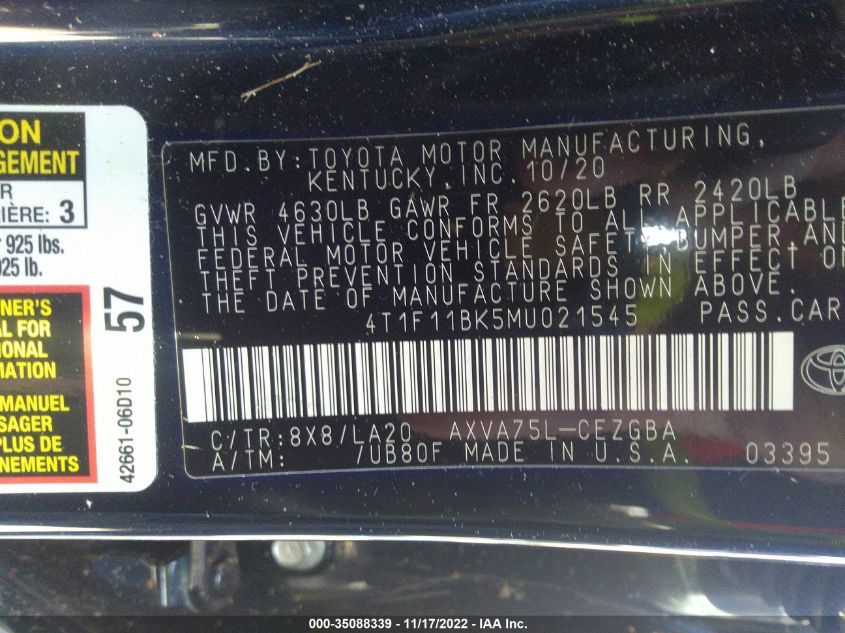 ON
GEMENT
R
IÈRE: 3
r 925 lbs.
925 lb.
NER'S
AL FOR
IONAL
MATION
MANUEL
SAGER
PLUS DE
NEMENTS
57
42661-06D10
MFD. BY: TOYOTA MOTOR MANUFACTURING,
KENTUCKY, INC. 10/20
GVWR 4630LB GAWR FR 2620LB RR 2420LB
THIS VEHICLE CONFORMS TO ALL APPLICABLE
FEDERAL MOTOR VEHICLE SAFETY, BUMPER, AND
THEFT PREVENTION STANDARDS IN EFFECT ON
THE DATE OF MANUFACTURE SHOWN ABOVE.
4T1F11BK5MU021545 PASS. CAR
C/TR: 8X8/LA20 AXVA75L-CEZGBA
A/TM: /UB80F MADE IN U.S.A. 03395
000-35088339 - 11/17/2022 - IAA Inc.